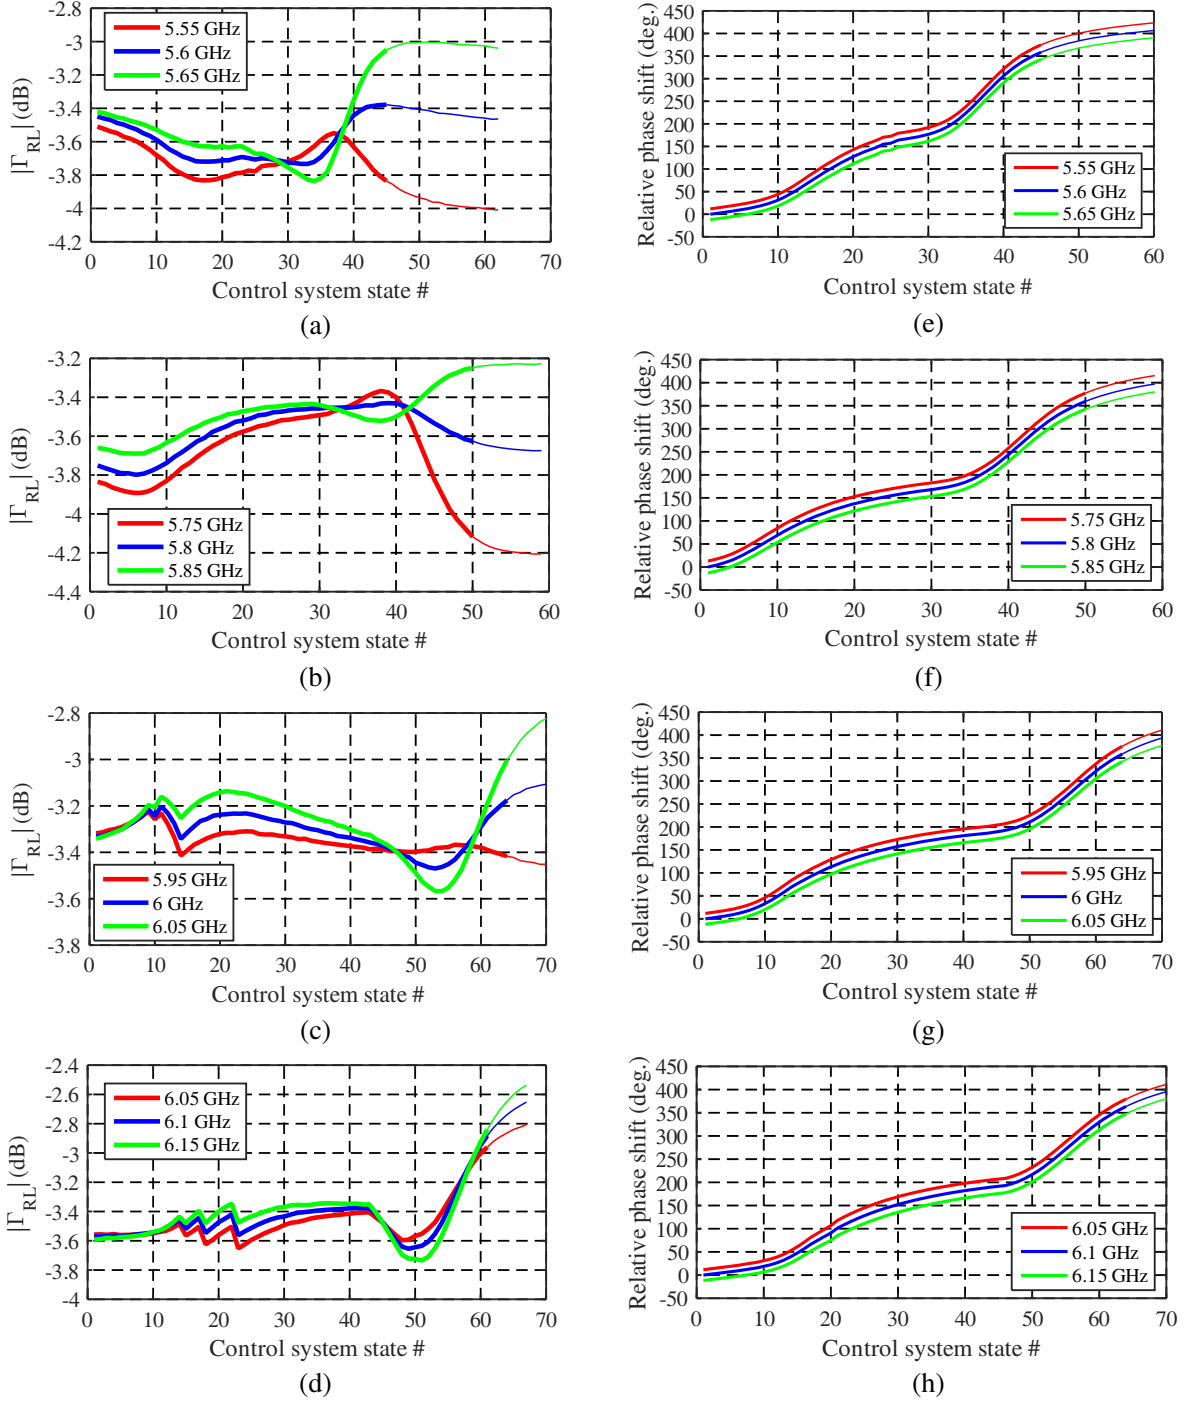 -2.8
-3
-3.2
-3.4
-3.6
-3.8
-4
-4.2
|Γ_RL| (dB)
5.55 GHz
5.6 GHz
5.65 GHz
0 10 20 30 40 50 60 70
Control system state #
(a)
450
400
350
300
250
200
150
100
50
0
-50
Relative phase shift (deg.)
5.55 GHz
5.6 GHz
5.65 GHz
0 10 20 30 40 50 60
Control system state #
(e)
-3.2
-3.4
-3.6
-3.8
-4
-4.2
-4.4
|Γ_RL| (dB)
5.75 GHz
5.8 GHz
5.85 GHz
0 10 20 30 40 50 60
Control system state #
(b)
450
400
350
300
250
200
150
100
50
0
-50
Relative phase shift (deg.)
5.75 GHz
5.8 GHz
5.85 GHz
0 10 20 30 40 50 60
Control system state #
(f)
-2.8
-3
-3.2
-3.4
-3.6
-3.8
|Γ_RL| (dB)
5.95 GHz
6 GHz
6.05 GHz
0 10 20 30 40 50 60 70
Control system state #
(c)
450
400
350
300
250
200
150
100
50
0
-50
Relative phase shift (deg.)
5.95 GHz
6 GHz
6.05 GHz
0 10 20 30 40 50 60 70
Control system state #
(g)
-2.4
-2.6
-2.8
-3
-3.2
-3.4
-3.6
-3.8
-4
|Γ_RL| (dB)
6.05 GHz
6.1 GHz
6.15 GHz
0 10 20 30 40 50 60 70
Control system state #
(d)
450
400
350
300
250
200
150
100
50
0
-50
Relative phase shift (deg.)
6.05 GHz
6.1 GHz
6.15 GHz
0 10 20 30 40 50 60 70
Control system state #
(h)